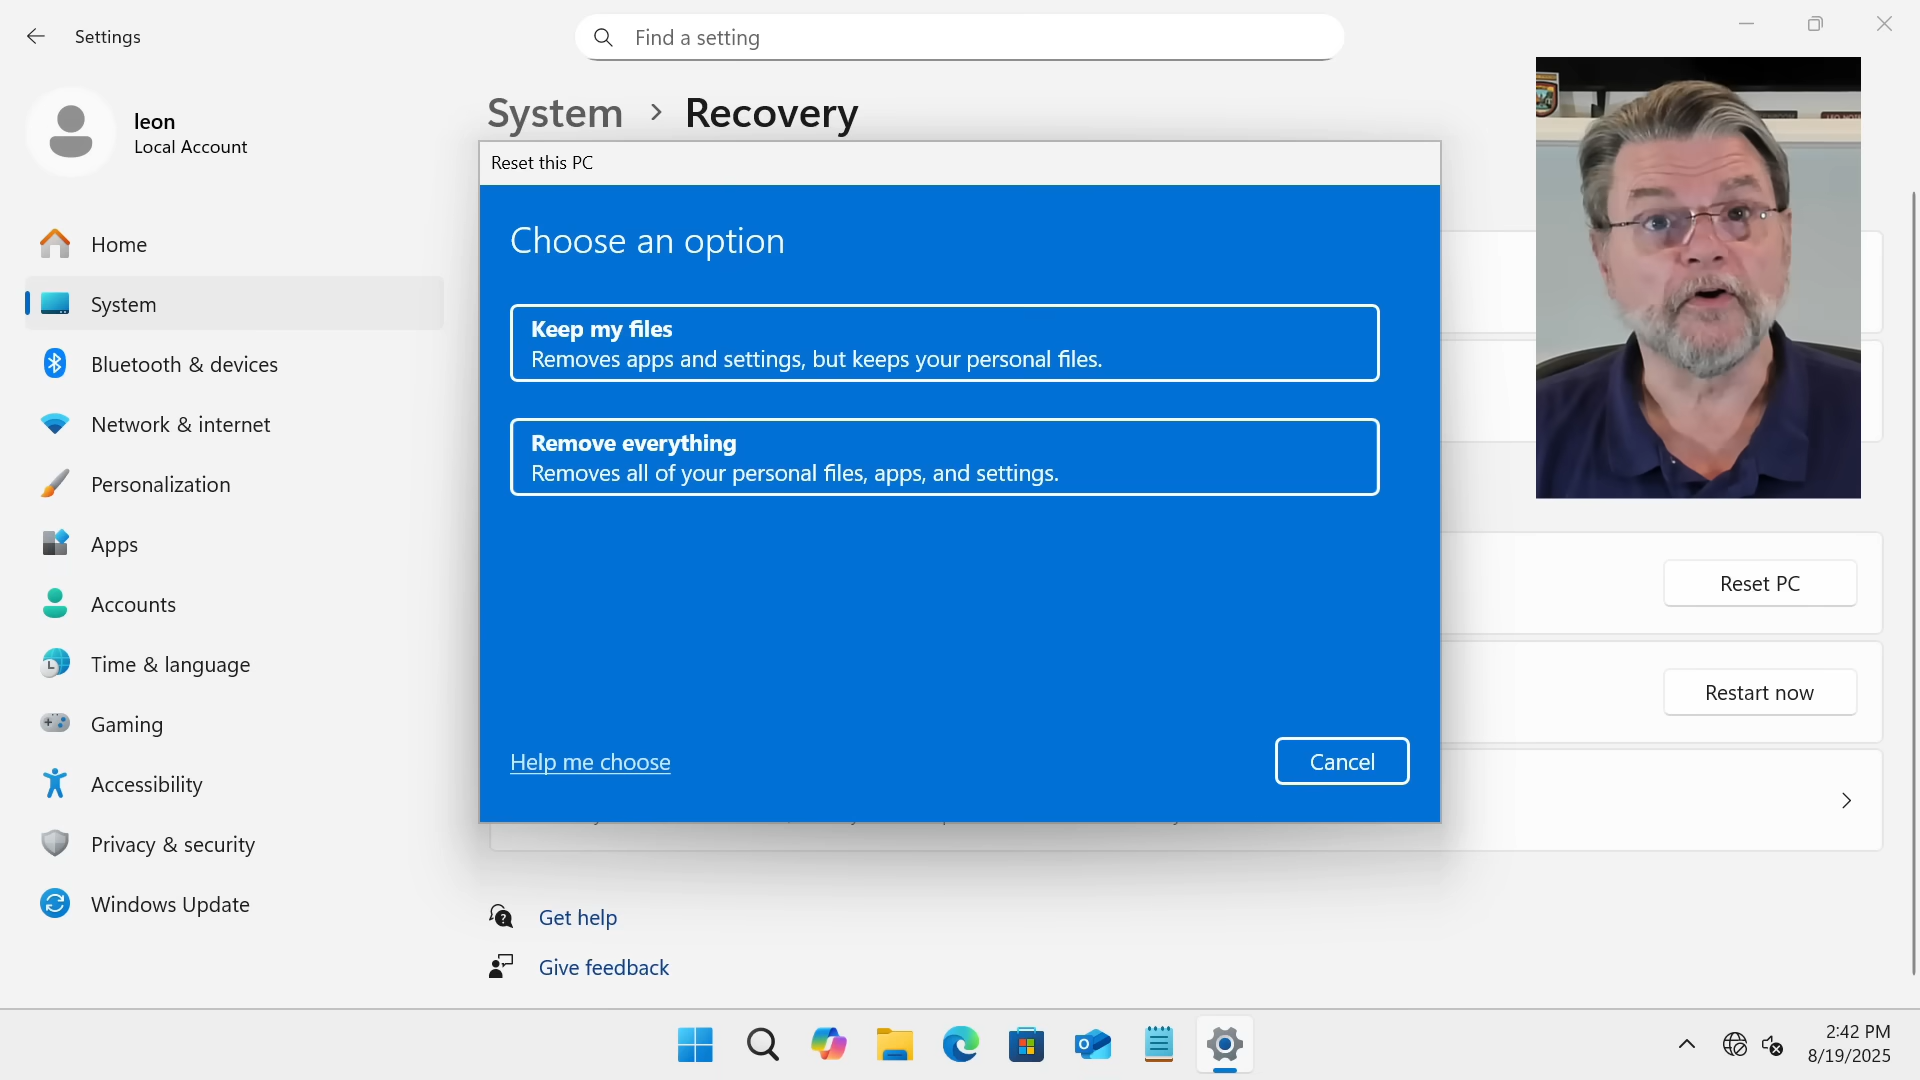 Settings
Find a setting
leon
Local Account
System > Recovery
Reset this PC
Choose an option
Keep my files
Removes apps and settings, but keeps your personal files.
Remove everything
Removes all of your personal files, apps, and settings.
Help me choose
Cancel
Home
System
Bluetooth & devices
Network & internet
Personalization
Apps
Accounts
Time & language
Gaming
Accessibility
Privacy & security
Windows Update
Reset PC
Restart now
Get help
Give feedback
2:42 PM
8/19/2025